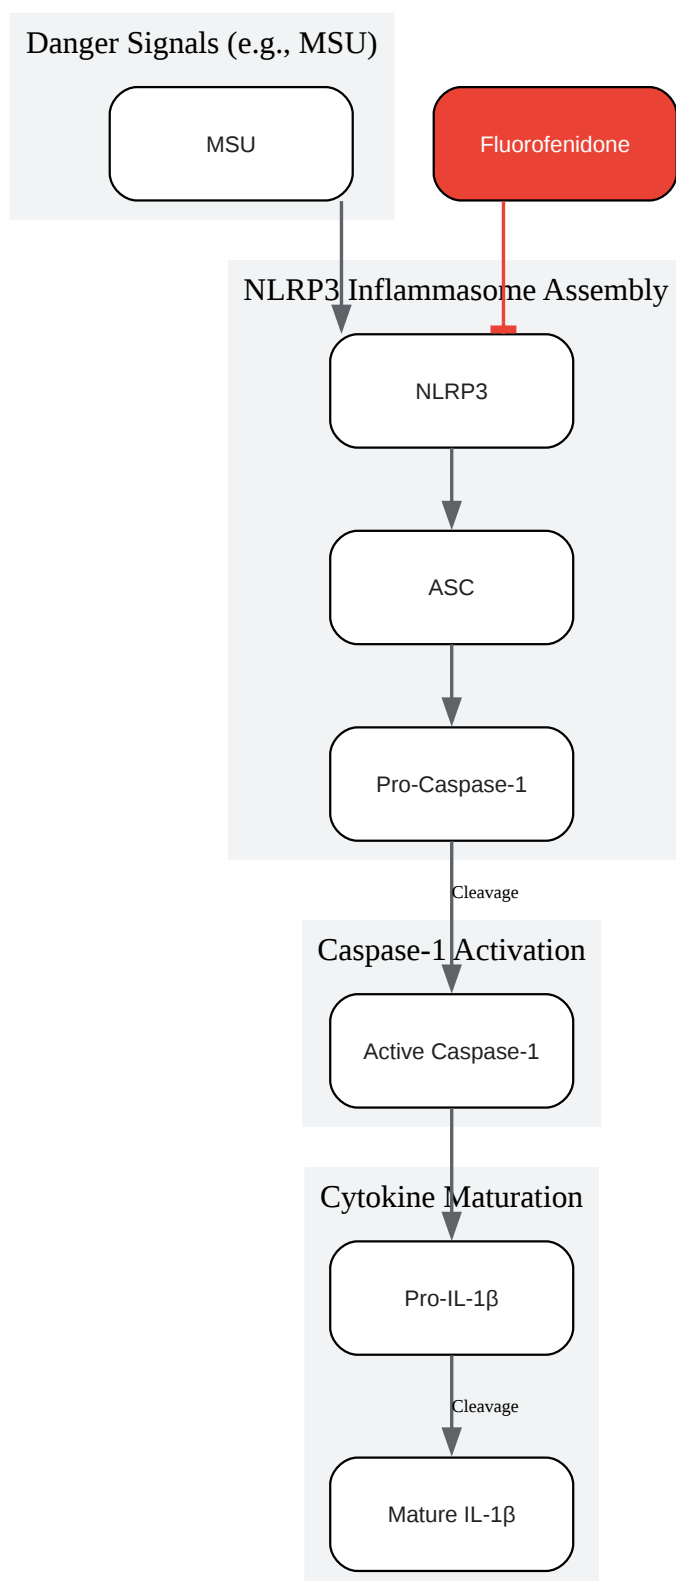 Danger Signals (e.g., MSU)
MSU
Fluorofenidone
NLRP3 Inflammasome Assembly
NLRP3
ASC
Pro-Caspase-1
Cleavage
Caspase-1 Activation
Active Caspase-1
Cytokine Maturation
Pro-IL-1β
Cleavage
Mature IL-1β